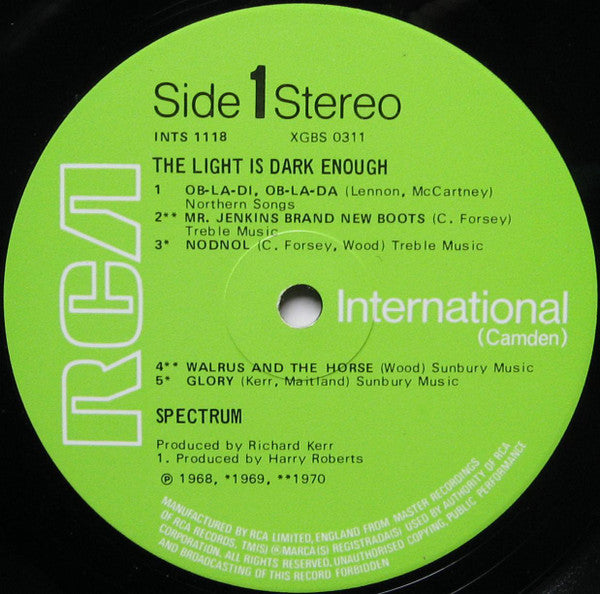 Side 1 Stereo
INTS 1118 XGBS 0311
THE LIGHT IS DARK ENOUGH
1 OB-LA-DI, OB-LA-DA (Lennon, McCartney)
Northern Songs
2** MR. JENKINS BRAND NEW BOOTS (C. Forsey)
Treble Music
3* NODNOL (C. Forsey, Wood) Treble Music
RCA
International
(Camden)
4** WALRUS AND THE HORSE (Wood) Sunbury Music
5* GLORY (Kerr, Maitland) Sunbury Music
SPECTRUM
Produced by Richard Kerr
1. Produced by Harry Roberts
℗ 1968, *1969, **1970
MANUFACTURED BY RCA LIMITED, ENGLAND FROM MASTER RECORDINGS
OF RCA RECORDS, TM(S) ® MARCA(S) REGISTRADA(S) USED BY AUTHORITY OF RCA
CORPORATION. ALL RIGHTS RESERVED. UNAUTHORISED COPYING, PUBLIC PERFORMANCE
AND BROADCASTING OF THIS RECORD FORBIDDEN